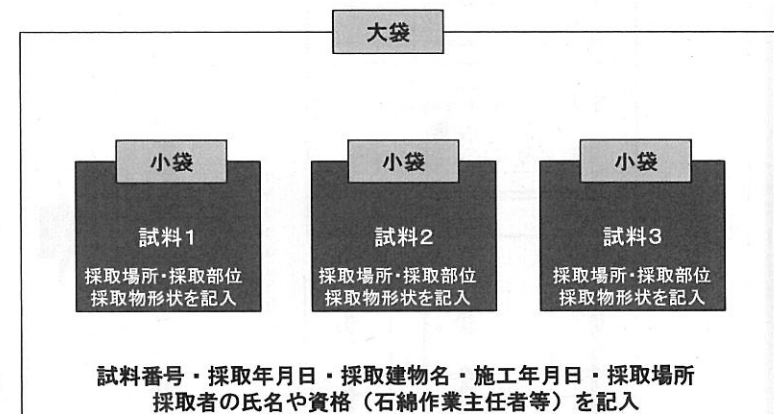 大袋
小袋
小袋
小袋
試料1
試料2
試料3
採取場所・採取部位
採取物形状を記入
採取場所・採取部位
採取物形状を記入
採取場所・採取部位
採取物形状を記入
試料番号・採取年月日・採取建物名・施工年月日・採取場所
採取者の氏名や資格（石綿作業主任者等）を記入